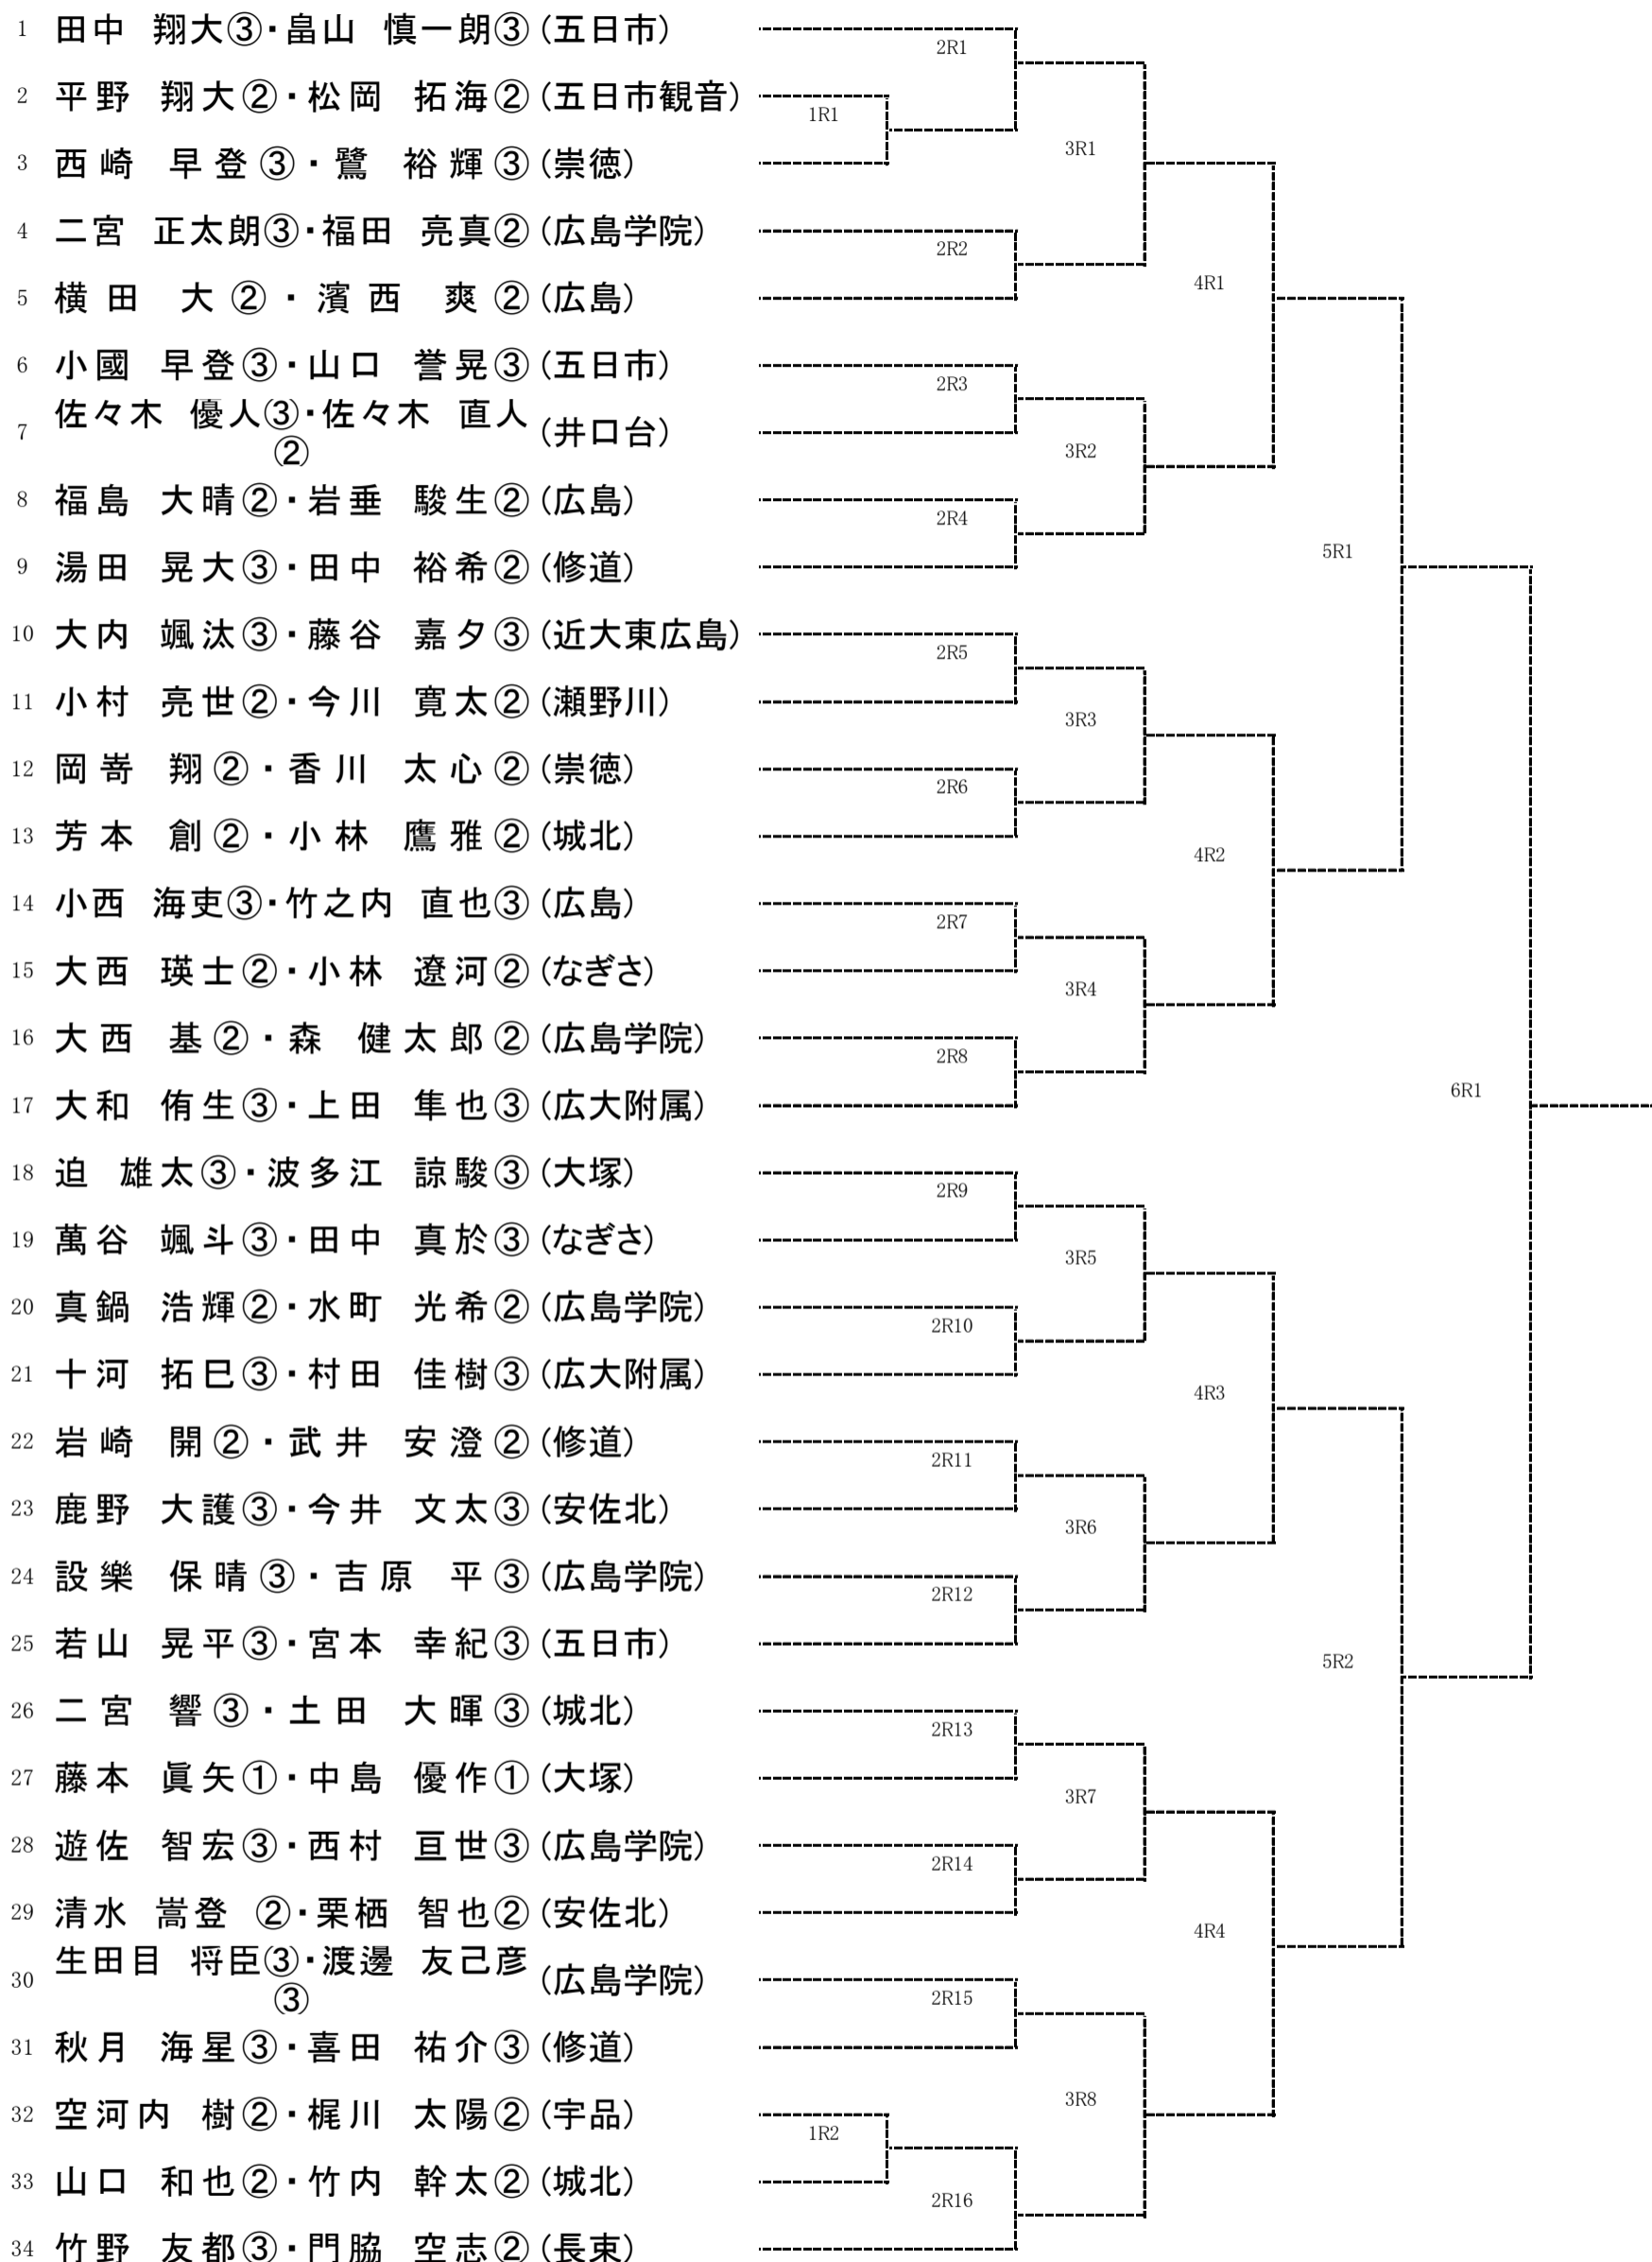 1 田中 翔大③・畠山 慎一朗③(五日市)
2R1
2 平野 翔大②・松岡 拓海②(五日市観音)
1R1
3 西崎 早登③・鷺 裕輝③(崇徳)
3R1
4 二宮 正太朗③・福田 亮真②(広島学院)
2R2
4R1
5 横田 大②・濱西 爽②(広島)
6 小國 早登③・山口 誉晃③(五日市)
2R3
7 佐々木 優人③・佐々木 直人
②
(井口台)
3R2
8 福島 大晴②・岩垂 駿生②(広島)
2R4
5R1
9 湯田 晃大③・田中 裕希②(修道)
10 大内 颯汰③・藤谷 嘉夕③(近大東広島)
2R5
11 小村 亮世②・今川 寛太②(瀬野川)
3R3
12 岡嵜 翔②・香川 太心②(崇徳)
2R6
13 芳本 創②・小林 鷹雅②(城北)
4R2
14 小西 海吏③・竹之内 直也③(広島)
2R7
15 大西 瑛士②・小林 遼河②(なぎさ)
3R4
16 大西 基②・森 健太郎②(広島学院)
2R8
6R1
17 大和 侑生③・上田 隼也③(広大附属)
18 迫 雄太③・波多江 諒駿③(大塚)
2R9
19 萬谷 颯斗③・田中 真於③(なぎさ)
3R5
20 真鍋 浩輝②・水町 光希②(広島学院)
2R10
21 十河 拓巳③・村田 佳樹③(広大附属)
4R3
22 岩崎 開②・武井 安澄②(修道)
2R11
23 鹿野 大護③・今井 文太③(安佐北)
3R6
24 設樂 保晴③・吉原 平③(広島学院)
2R12
25 若山 晃平③・宮本 幸紀③(五日市)
5R2
26 二宮 響③・土田 大暉③(城北)
2R13
27 藤本 眞矢①・中島 優作①(大塚)
3R7
28 遊佐 智宏③・西村 亘世③(広島学院)
2R14
29 清水 嵩登 ②・栗栖 智也②(安佐北)
4R4
30 生田目 将臣③・渡邊 友己彦
③
(広島学院)
2R15
31 秋月 海星③・喜田 祐介③(修道)
3R8
32 空河内 樹②・梶川 太陽②(宇品)
1R2
33 山口 和也②・竹内 幹太②(城北)
2R16
34 竹野 友都③・門脇 空志②(長束)